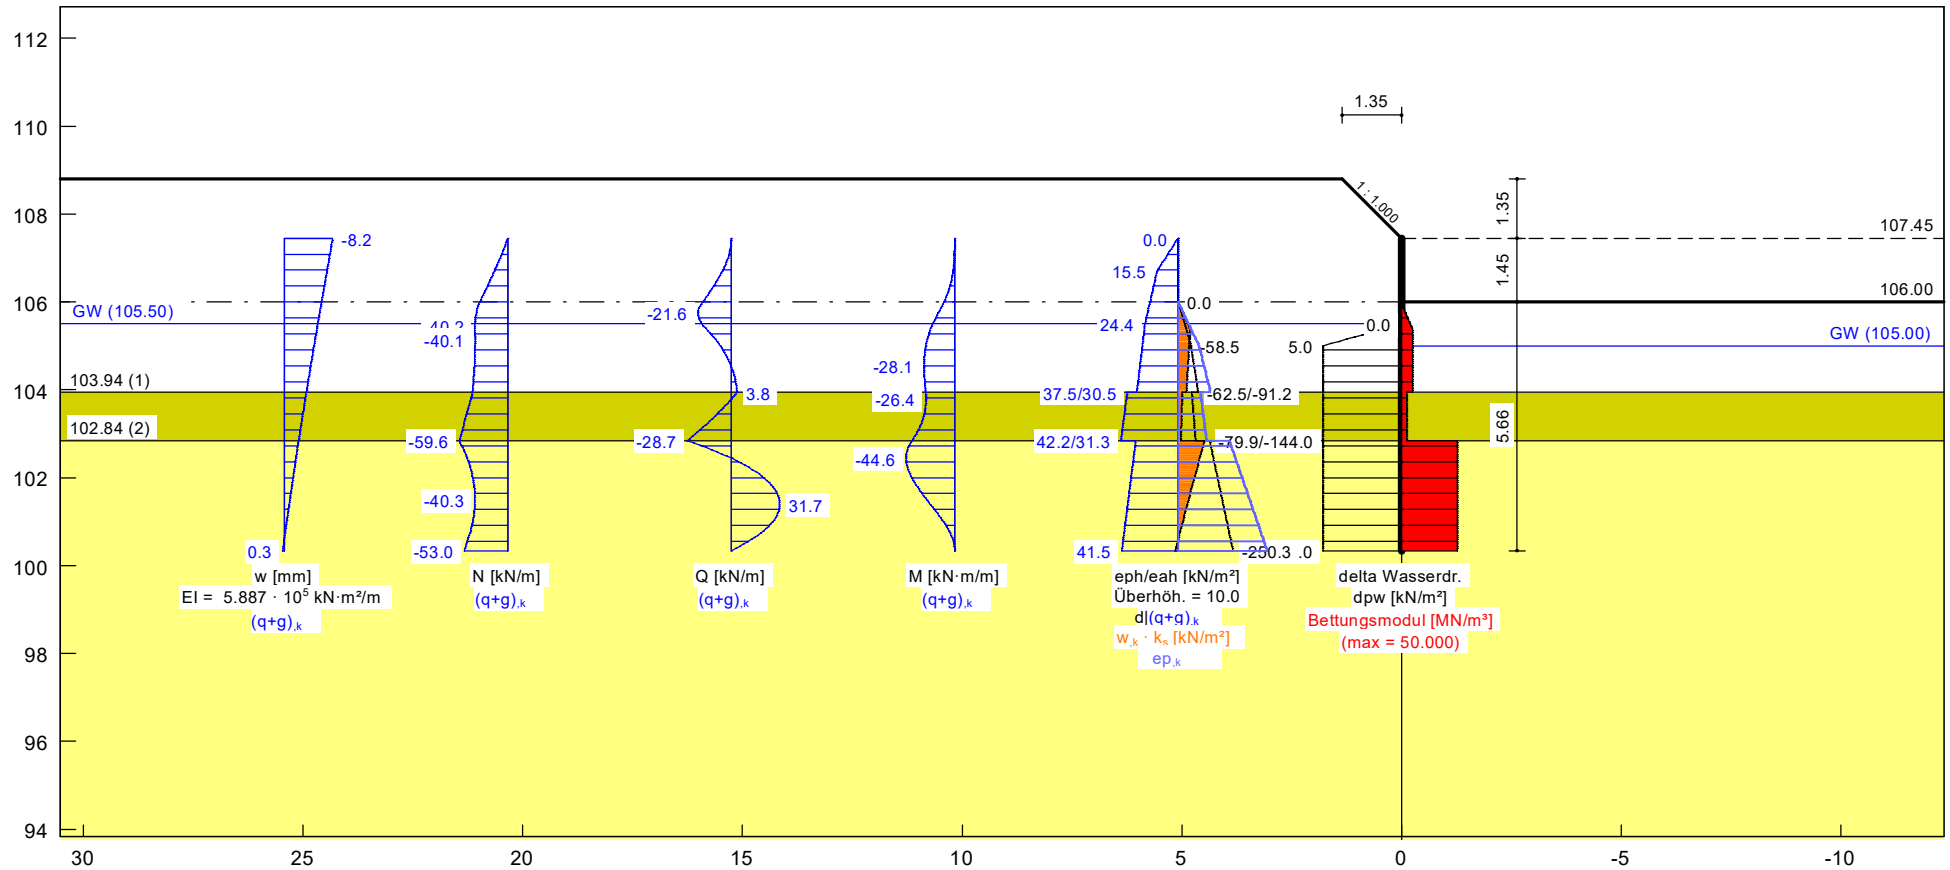 112
110
108
106
104
102
100
98
96
94
30
25
20
15
10
5
0
-5
-10
1.35
1 : 1.000
1.35
1.45
5.66
107.45
106.00
GW (105.00)
GW (105.50)
103.94 (1)
102.84 (2)
-8.2
0.3
w [mm]
EI = 5.887 · 10⁵ kN·m²/m
(q+g),k
40.2
-40.1
-59.6
-40.3
-53.0
N [kN/m]
(q+g),k
-21.6
3.8
-28.7
31.7
Q [kN/m]
(q+g),k
-28.1
-26.4
-44.6
M [kN·m/m]
(q+g),k
0.0
15.5
24.4
37.5/30.5
42.2/31.3
41.5
0.0
-58.5
-62.5/-91.2
-79.9/-144.0
-250.3
eph/eah [kN/m²]
Überhöh. = 10.0
(q+g),k
w,k · ks [kN/m²]
ep,k
0.0
5.0
.0
delta Wasserdr.
dpw [kN/m²]
Bettungsmodul [MN/m³]
(max = 50.000)